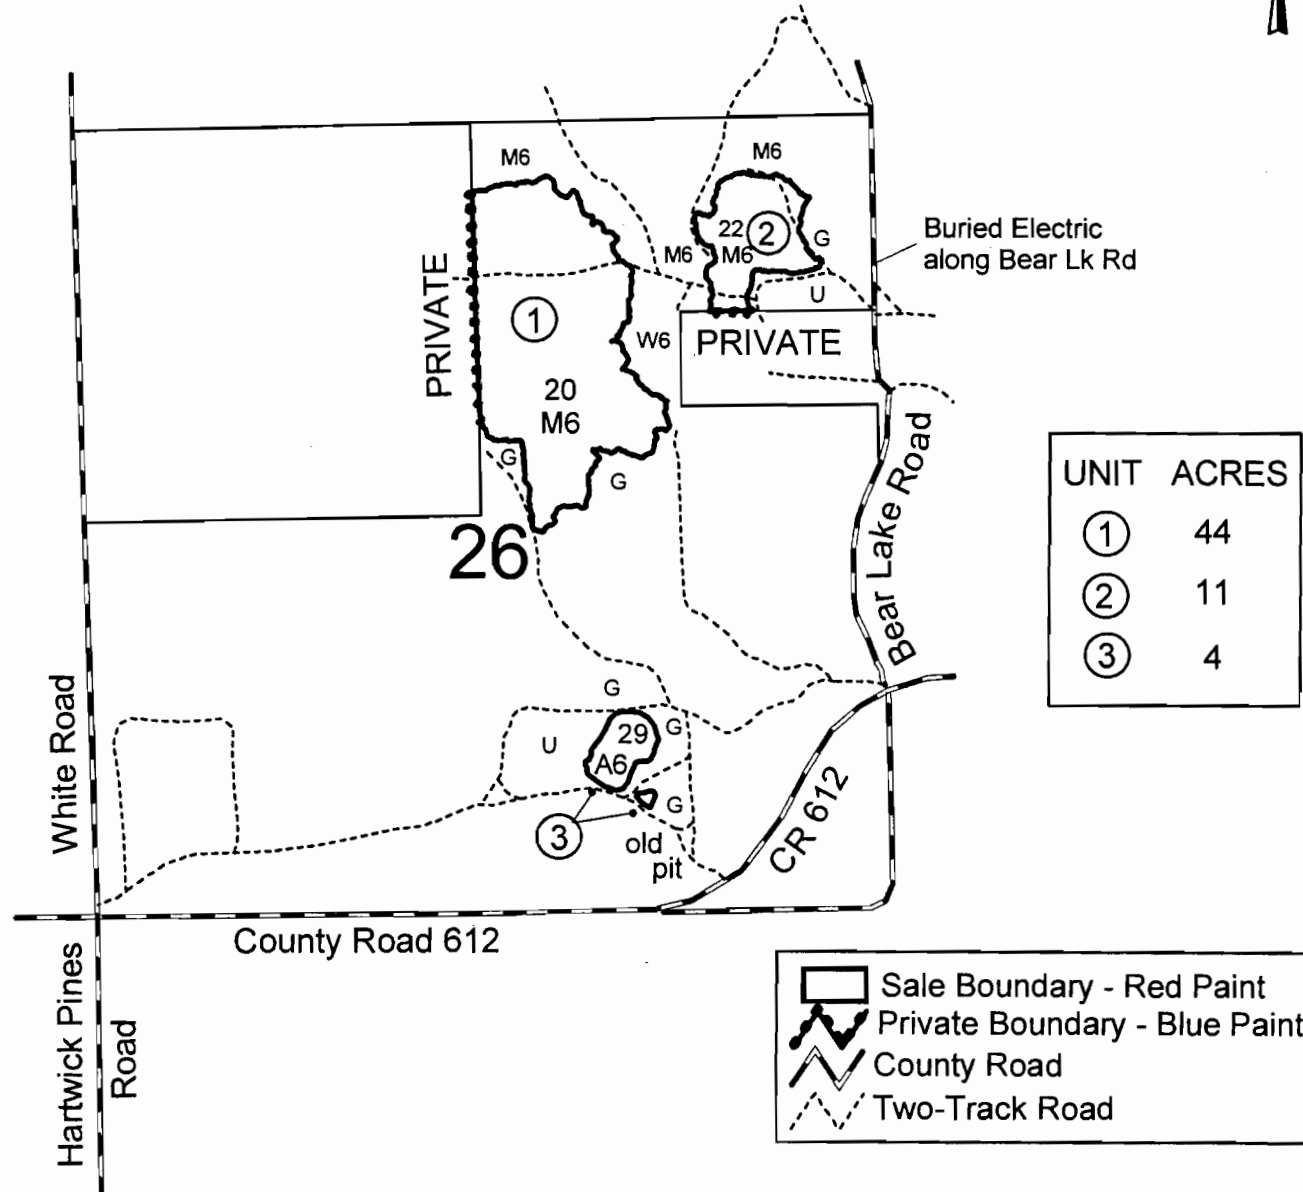 M6
M6
22
2
M6
M6
G
Buried Electric
along Bear Lk Rd
U
PRIVATE
1
W6
PRIVATE
20
M6
G
G
26
Bear Lake Road
UNIT ACRES
1 44
2 11
3 4
White Road
G
29
G
U
A6
G
3
old
pit
CR 612
County Road 612
Hartwick Pines
Road
Sale Boundary - Red Paint
Private Boundary - Blue Paint
County Road
Two-Track Road